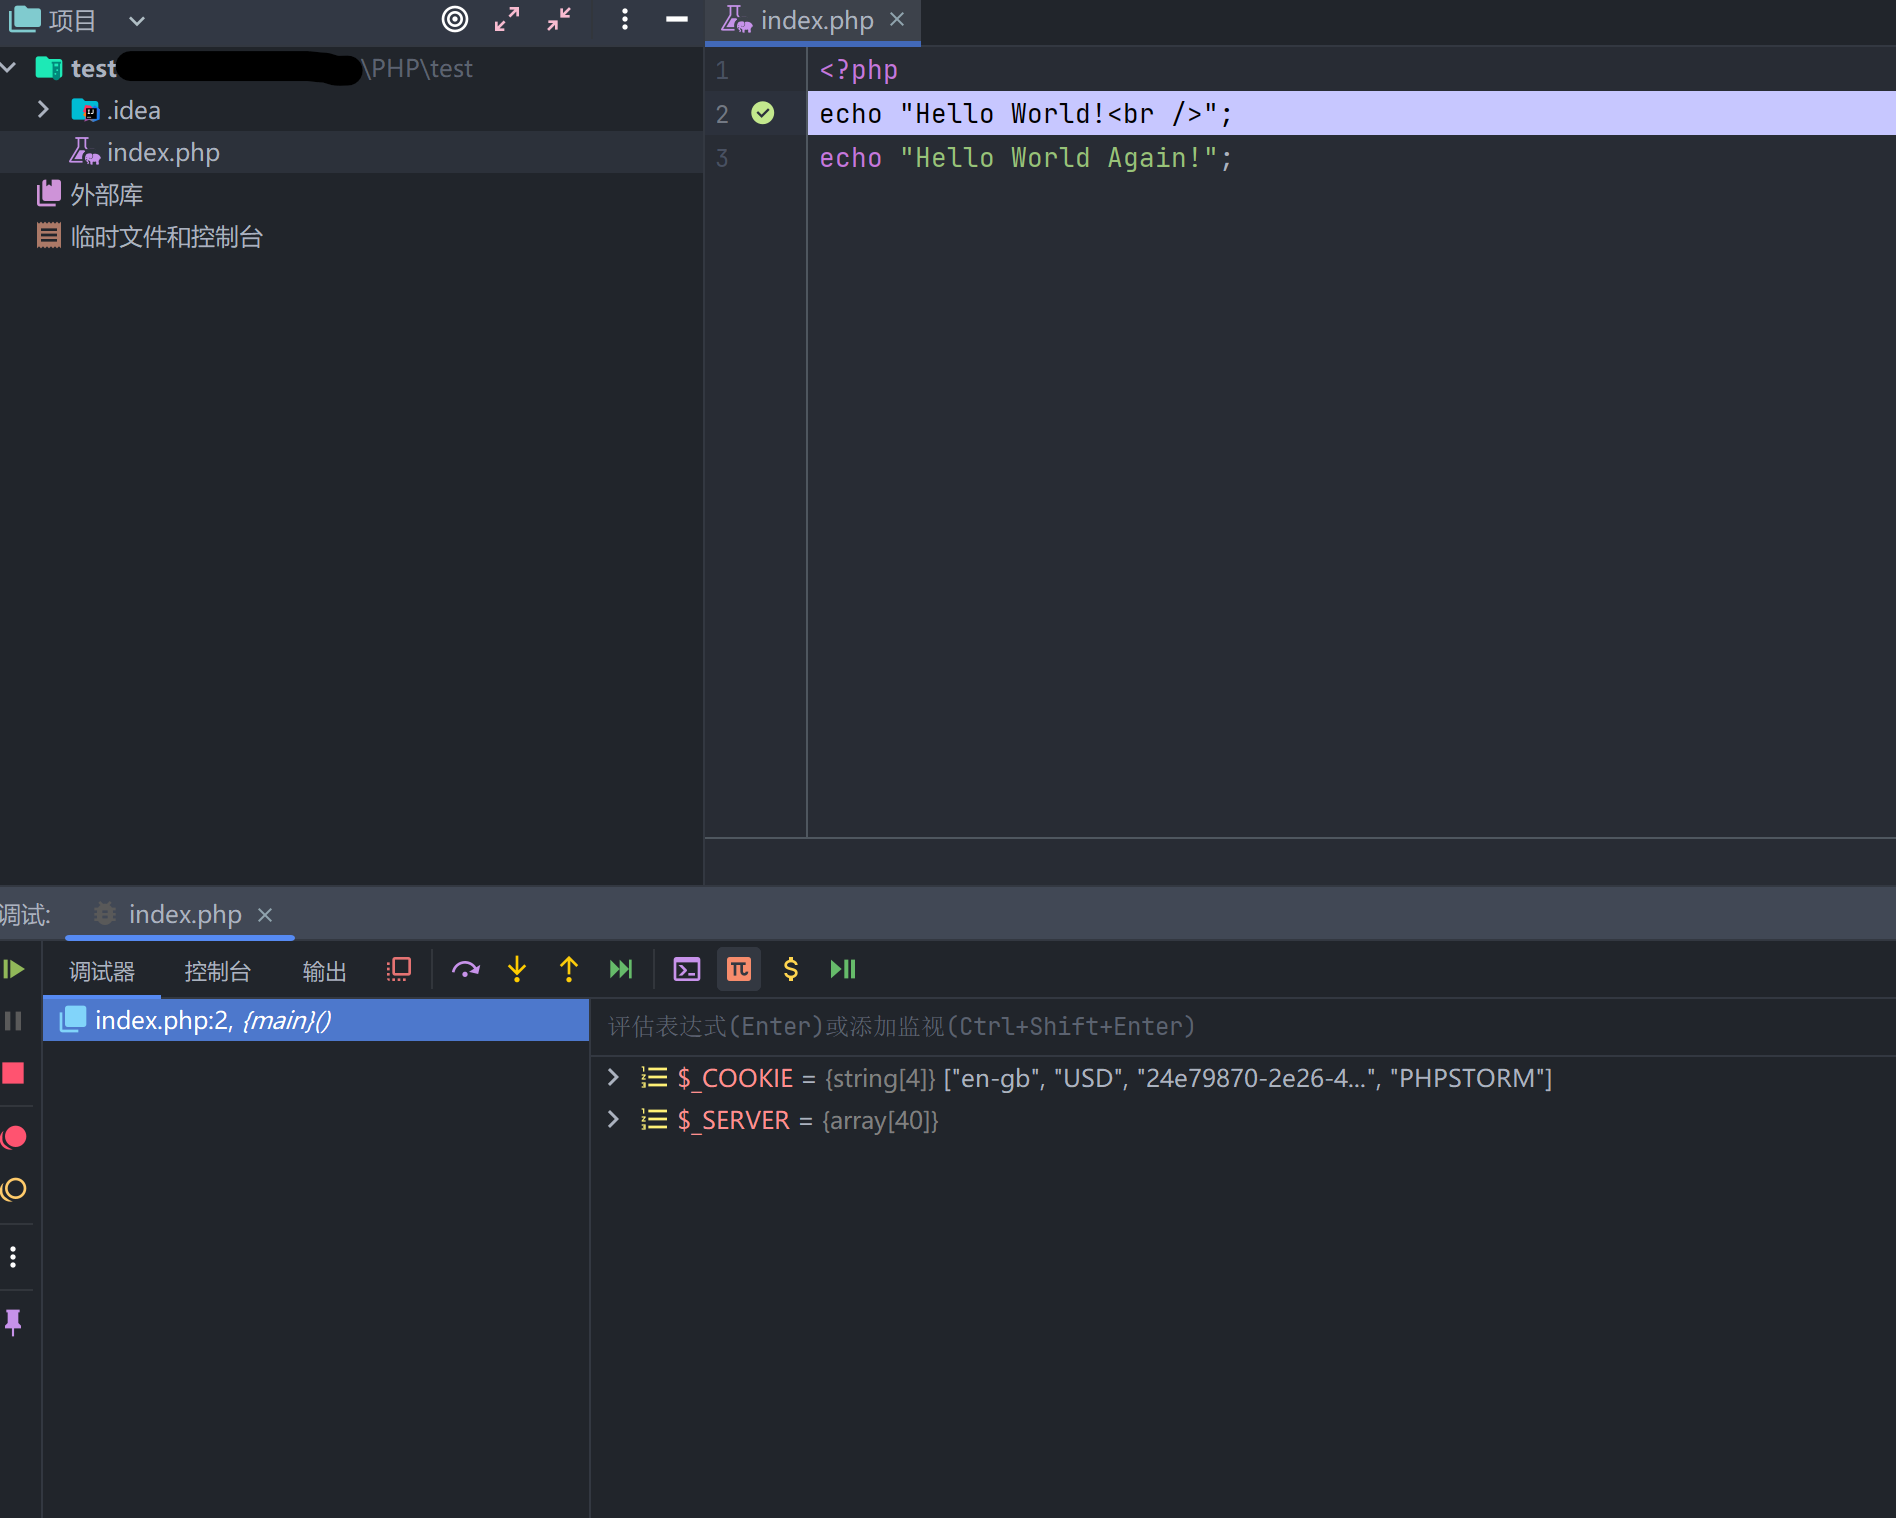 项目
index.php
test \PHP\test
.idea
index.php
外部库
临时文件和控制台
1 <?php
2 echo "Hello World!<br />";
3 echo "Hello World Again!";
调试: index.php
调试器 控制台 输出
index.php:2, {main}()
评估表达式(Enter)或添加监视(Ctrl+Shift+Enter)
$_COOKIE = {string[4]} ["en-gb", "USD", "24e79870-2e26-4...", "PHPSTORM"]
$_SERVER = {array[40]}